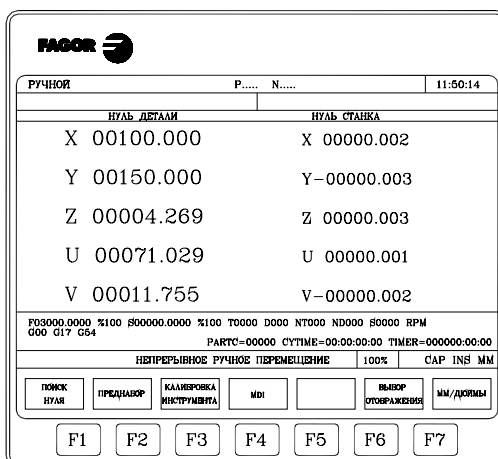 FAGOR
РУЧНОЙ P..... N..... 11:50:14
НУЛЬ ДЕТАЛИ НУЛЬ СТАНКА
X 00100.000 X 00000.002
Y 00150.000 Y-00000.003
Z 00004.269 Z 00000.003
U 00071.029 U 00000.001
V 00011.755 V-00000.002
F03000.0000 %100 S00000.0000 %100 T0000 D000 NT000 ND000 S0000 RPM
G00 G17 G54
PARTC=00000 CYTIME=00:00:00:00 TIMER=000000:00:00
НЕПРЕРЫВНОЕ РУЧНОЕ ПЕРЕМЕЩЕНИЕ 100% CAP INS MM
ПОИСК НУЛЯ ПРЕДНАБОР КАЛИБРОВКА ИНСТРУМЕНТА MDI ВЫБОР ОТОБРАЖЕНИЯ ММ/ДЮЙМЫ
F1 F2 F3 F4 F5 F6 F7